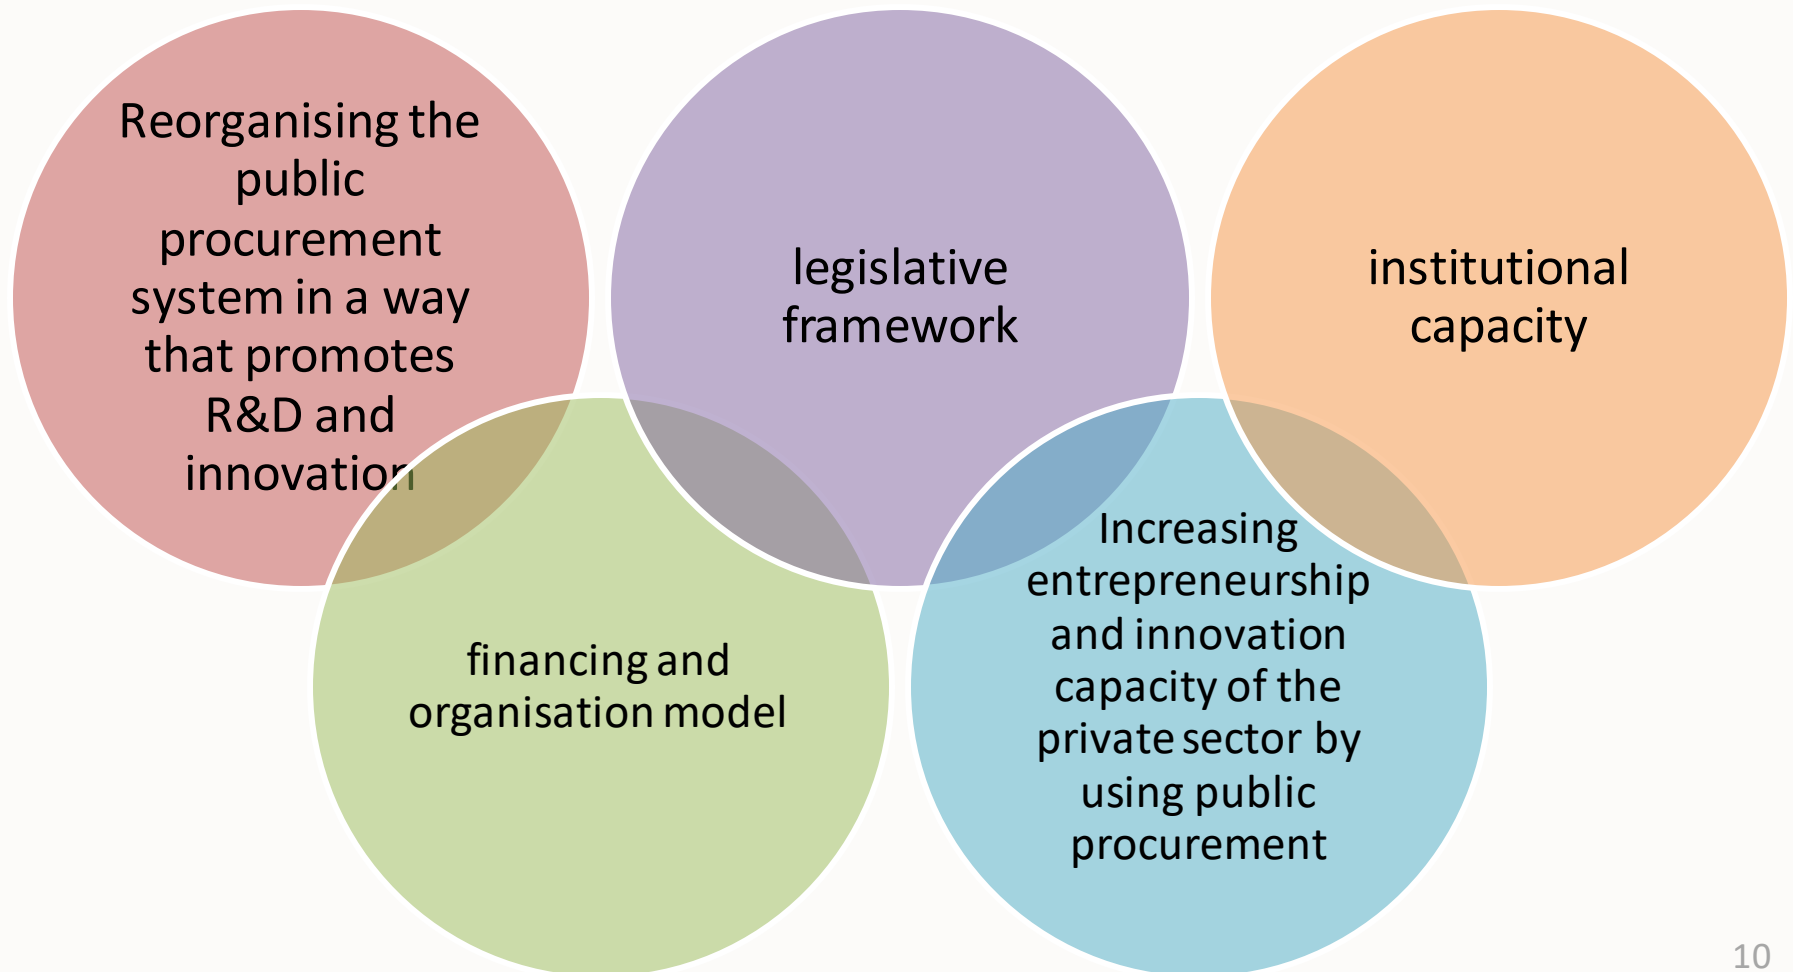 Reorganising the
public
procurement
system in a way
that promotes
R&D and
innovation
legislative
framework
institutional
capacity
financing and
organisation model
Increasing
entrepreneurship
and innovation
capacity of the
private sector by
using public
procurement
10